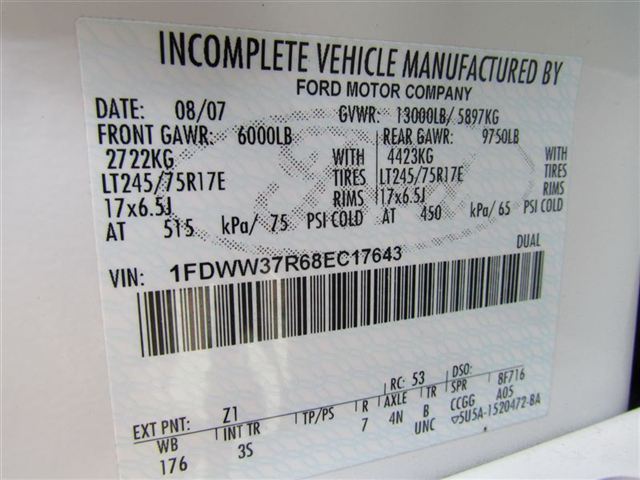 INCOMPLETE VEHICLE MANUFACTURED BY
FORD MOTOR COMPANY
DATE: 08/07 GVWR: 13000LB/ 5897KG
FRONT GAWR: 6000LB REAR GAWR: 9750LB
2722KG WITH 4423KG WITH
LT245/75R17E TIRES LT245/75R17E TIRES
17x6.5J RIMS 17x6.5J RIMS
AT 515 kPa/ 75 PSI COLD AT 450 kPa/ 65 PSI COLD
VIN: 1FDWW37R68EC17643 DUAL
EXT PNT: Z1 RC: 53 DSO:
WB INT TR TP/PS R AXLE TR SPR 8F716
176 3S 7 4N B CCGG A05
UNC ▽5U5A-1520472-BA